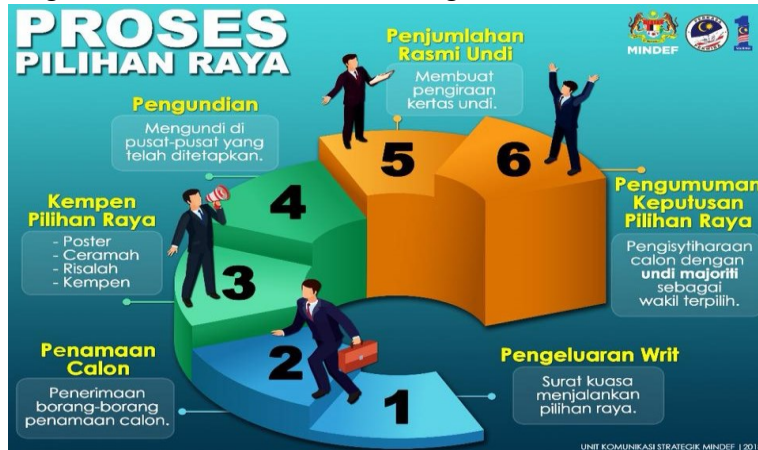 PROSES
PILIHAN RAYA
MINDEF
1
Pengeluaran Writ
Surat kuasa
menjalankan
pilihan raya.
2
Penamaan
Calon
Penerimaan
borang-borang
penamaan calon.
3
Kempen
Pilihan Raya
- Poster
- Ceramah
- Risalah
- Kempen
4
Pengundian
Mengundi di
pusat-pusat yang
telah ditetapkan.
5
Penjumlahan
Rasmi Undi
Membuat
pengiraan
kertas undi.
6
Pengumuman
Keputusan
Pilihan Raya
Pengisytiharaan
calon dengan
undi majoriti
sebagai
wakil terpilih.
UNIT KOMUNIKASI STRATEGIK MINDEF | 201